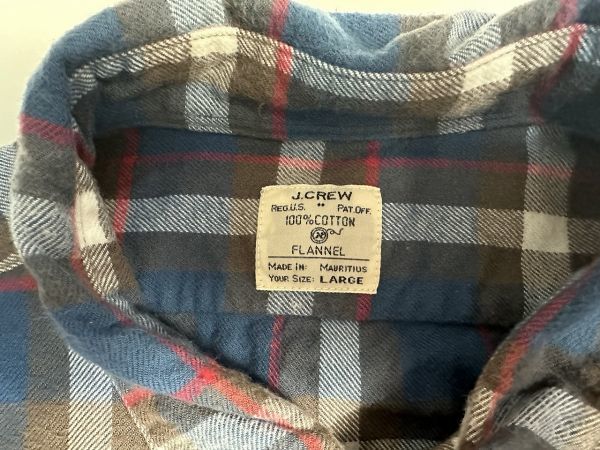 J.CREW
REG.U.S. " PAT.OFF.
100% COTTON
FLANNEL
MADE IN: MAURITIUS
YOUR SIZE: LARGE